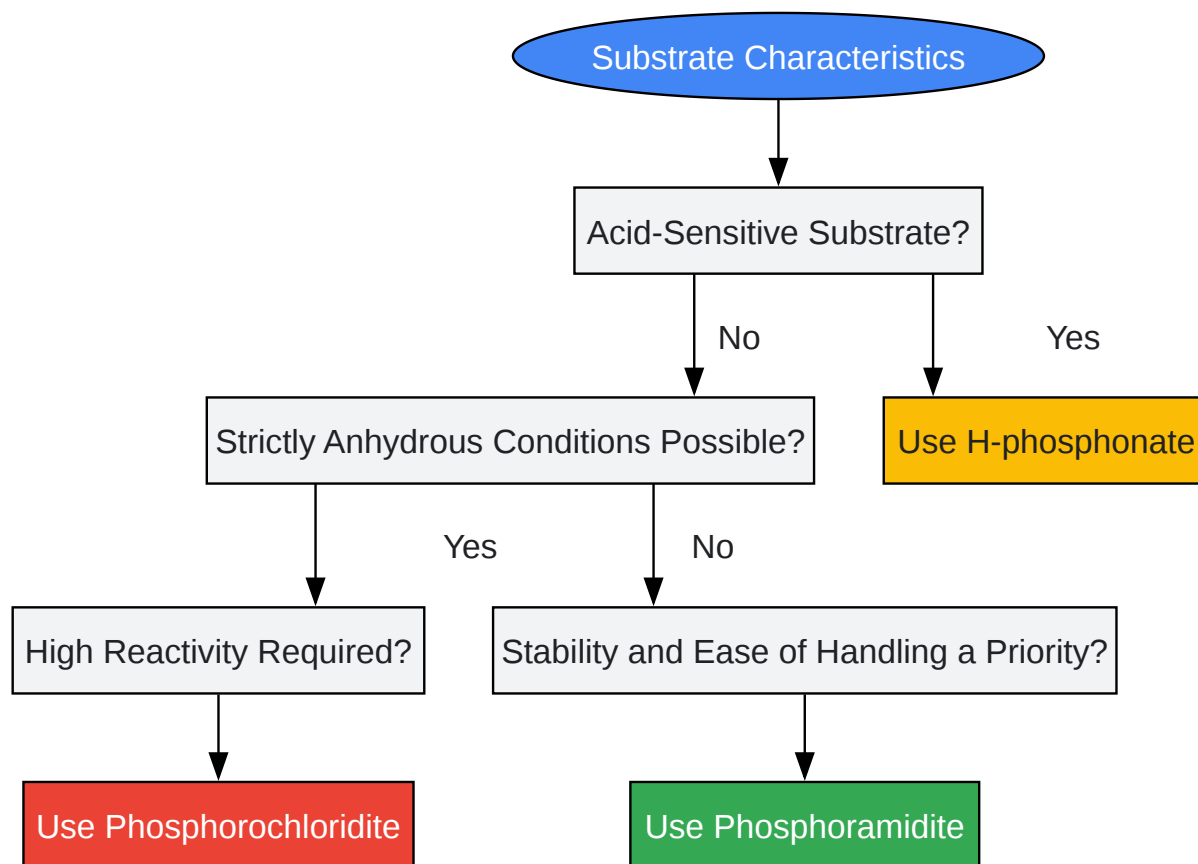 Substrate Characteristics
Acid-Sensitive Substrate?
No
Yes
Strictly Anhydrous Conditions Possible?
Use H-phosphonate
Yes
No
High Reactivity Required?
Stability and Ease of Handling a Priority?
Use Phosphorochloridite
Use Phosphoramidite